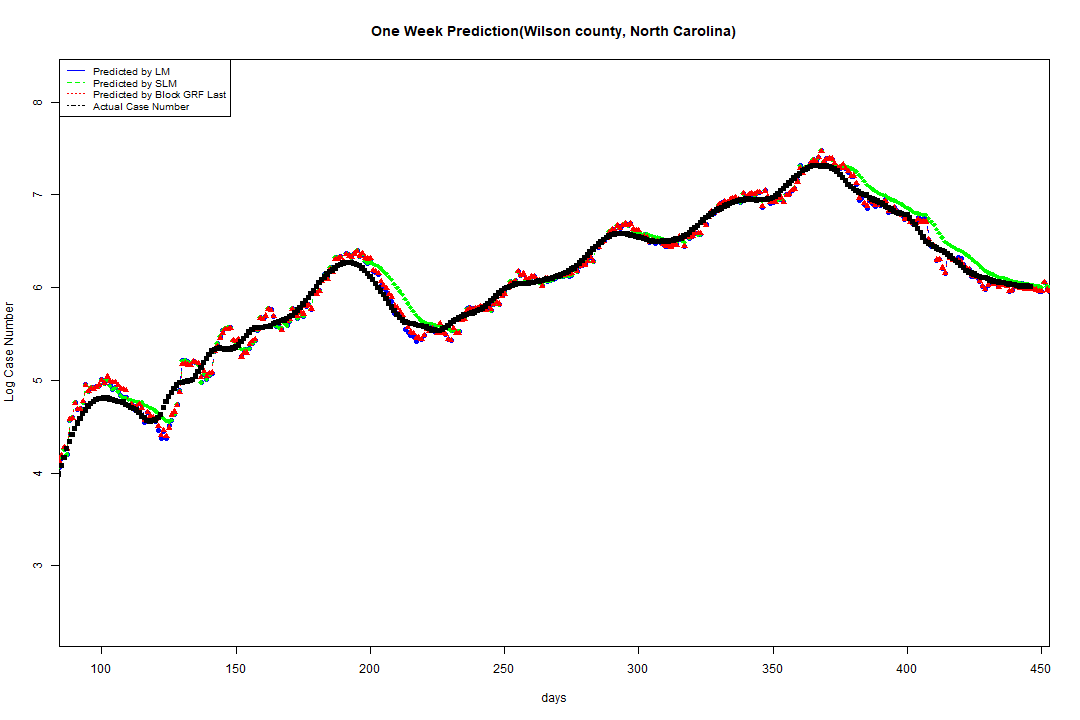 One Week Prediction(Wilson county, North Carolina)
Predicted by LM
Predicted by SLM
Predicted by Block GRF Last
Actual Case Number
8
7
6
5
4
3
Log Case Number
100 150 200 250 300 350 400 450
days